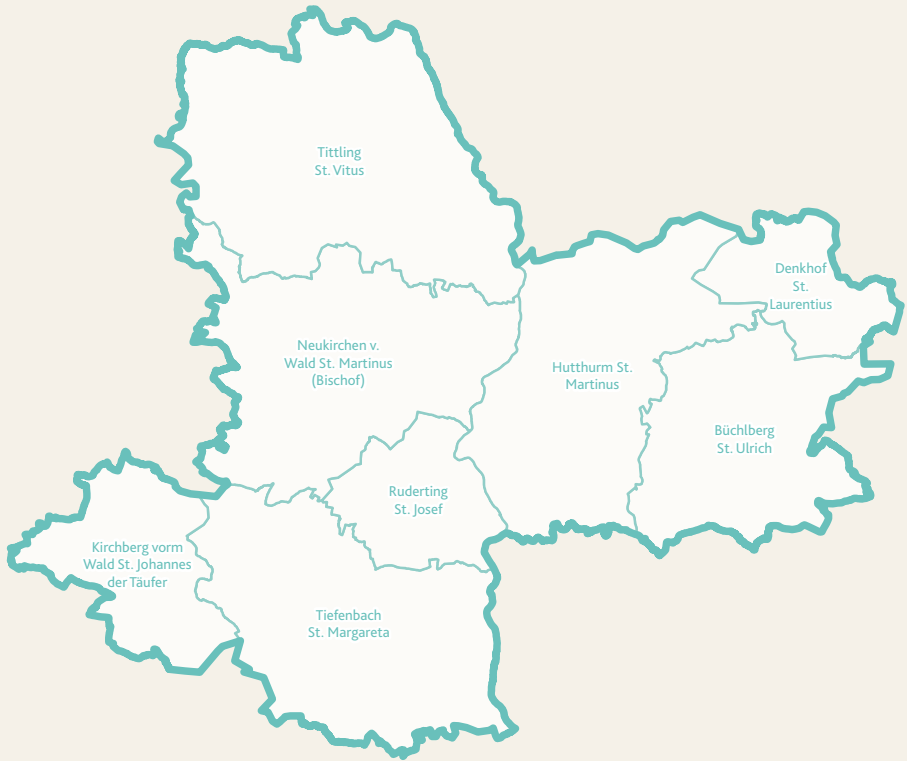 Tittling
St. Vitus
Denkhof
St.
Laurentius
Neukirchen v.
Wald St. Martinus
(Bischof)
Hutthurm St.
Martinus
Büchlberg
St. Ulrich
Ruderting
St. Josef
Kirchberg vorm
Wald St. Johannes
der Täufer
Tiefenbach
St. Margareta